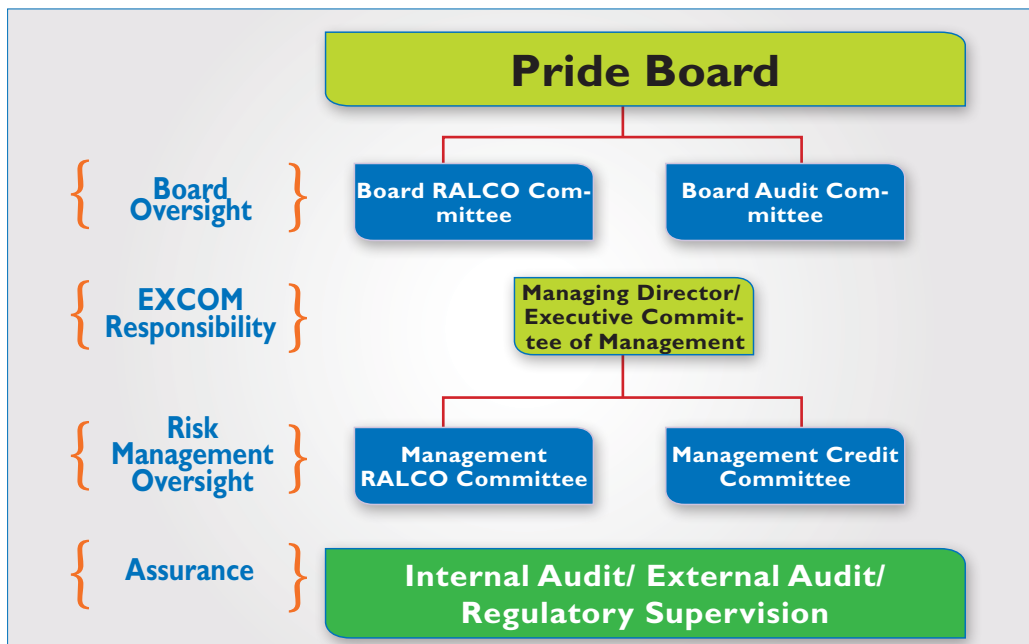 Pride Board
Board
Oversight
Board RALCO Com-
mittee
Board Audit Com-
mittee
EXCOM
Responsibility
Managing Director/
Executive Commit-
tee of Management
Risk
Management
Oversight
Management
RALCO Committee
Management Credit
Committee
Assurance
Internal Audit/ External Audit/
Regulatory Supervision